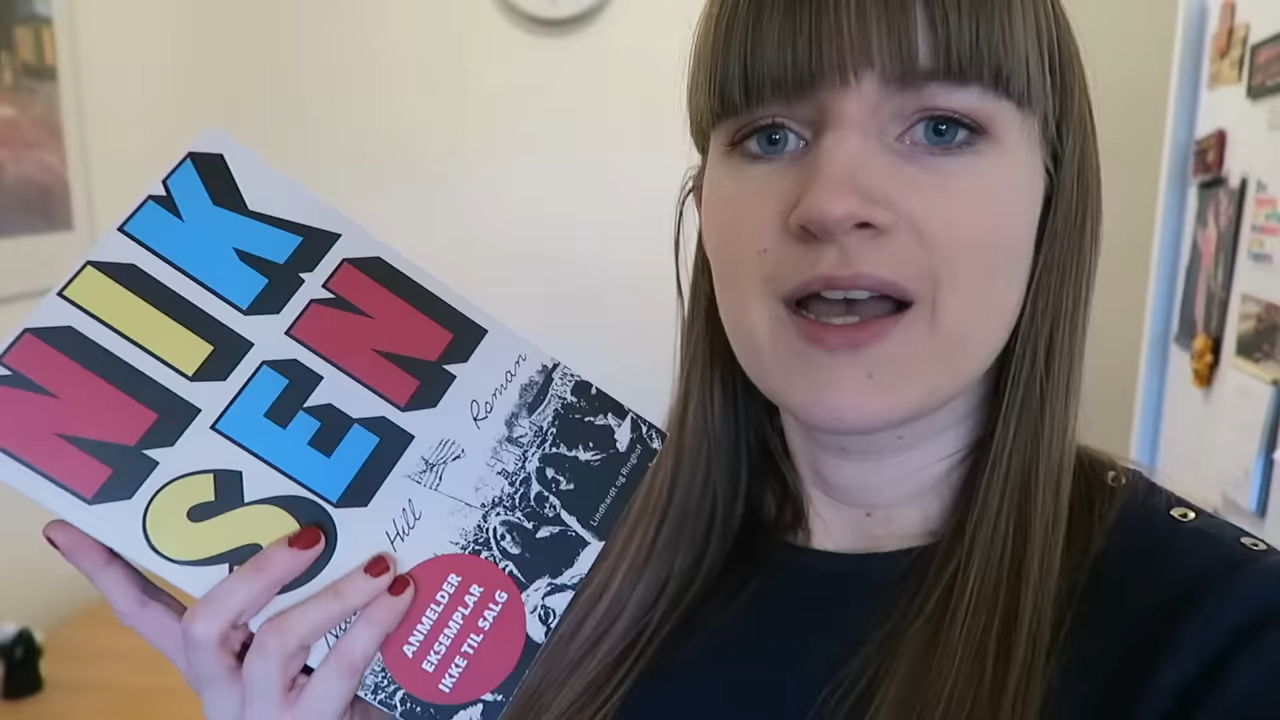 NIK
SEN
Roman
Hill
Lindhardt og Ringhof
ANMELDER
EKSEMPLAR
IKKE TIL SALG